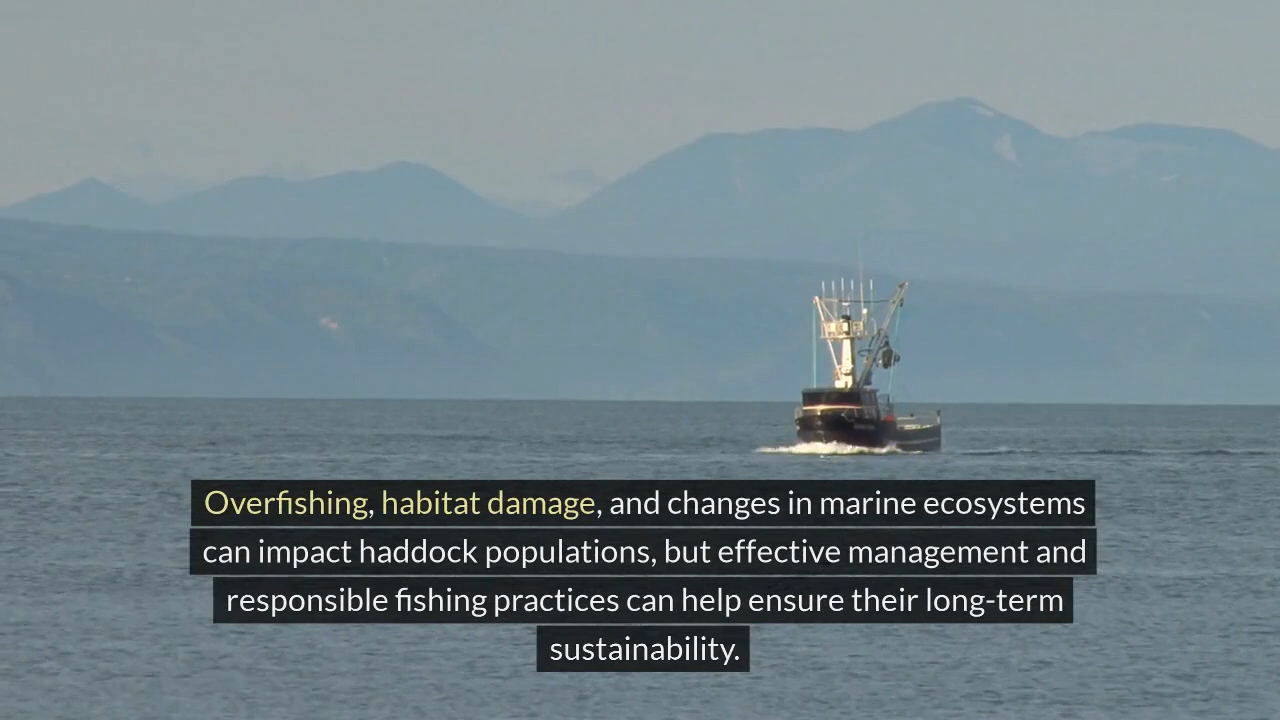 Overfishing, habitat damage, and changes in marine ecosystems
can impact haddock populations, but effective management and
responsible fishing practices can help ensure their long-term
sustainability.